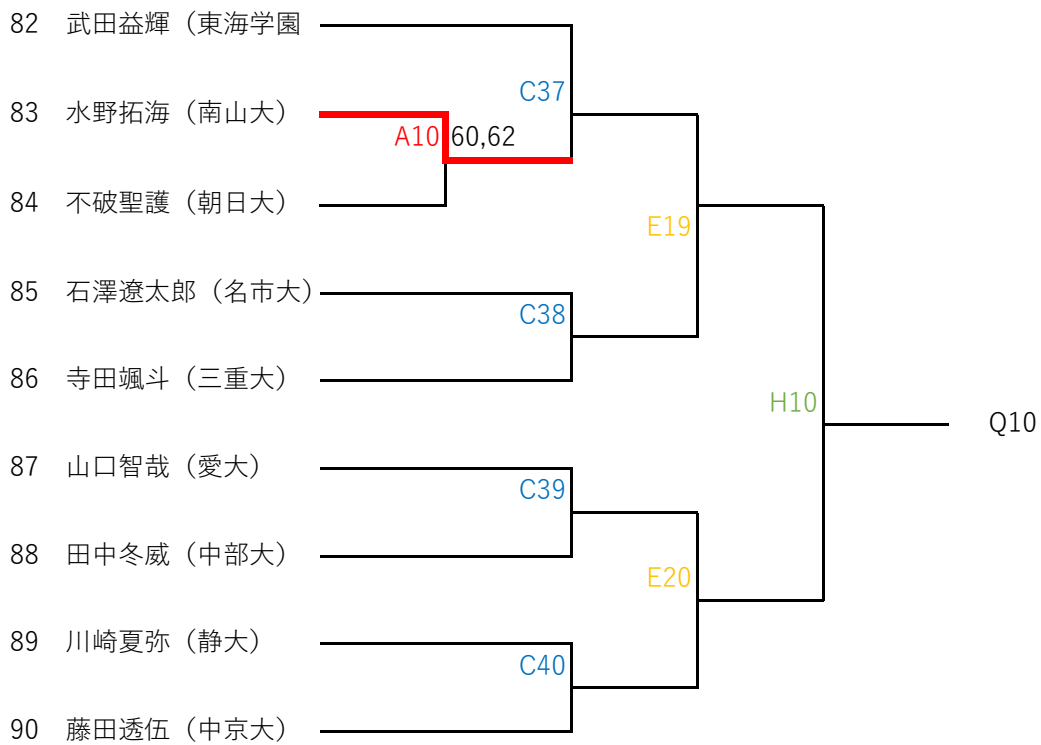 82 武田益輝（東海学園
C37
83 水野拓海（南山大）
A10 60,62
84 不破聖護（朝日大）
E19
85 石澤遼太郎（名市大）
C38
86 寺田颯斗（三重大）
H10
Q10
87 山口智哉（愛大）
C39
88 田中冬威（中部大）
E20
89 川崎夏弥（静大）
C40
90 藤田透伍（中京大）